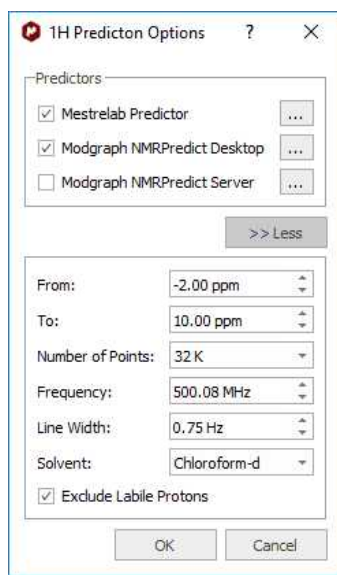 1H Predicton Options ?
Predictors
Mestrelab Predictor ...
Modgraph NMRPredict Desktop ...
Modgraph NMRPredict Server ...
>> Less
From: -2.00 ppm
To: 10.00 ppm
Number of Points: 32 K
Frequency: 500.08 MHz
Line Width: 0.75 Hz
Solvent: Chloroform-d
Exclude Labile Protons
OK Cancel